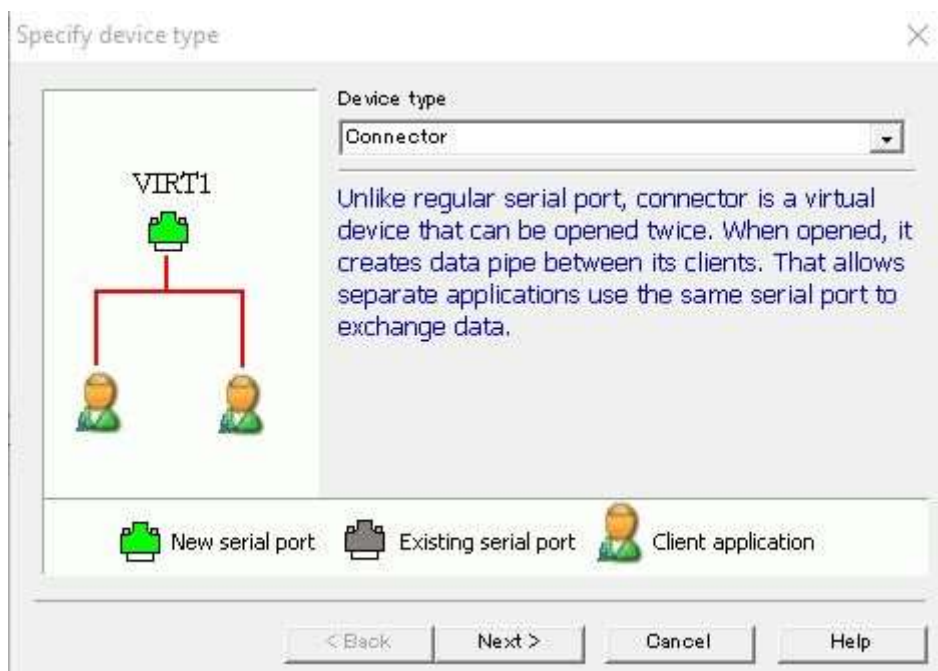 Specify device type
Device type
Connector
VIRT1
Unlike regular serial port, connector is a virtual
device that can be opened twice. When opened, it
creates data pipe between its clients. That allows
separate applications use the same serial port to
exchange data.
New serial port Existing serial port Client application
< Back Next > Cancel Help